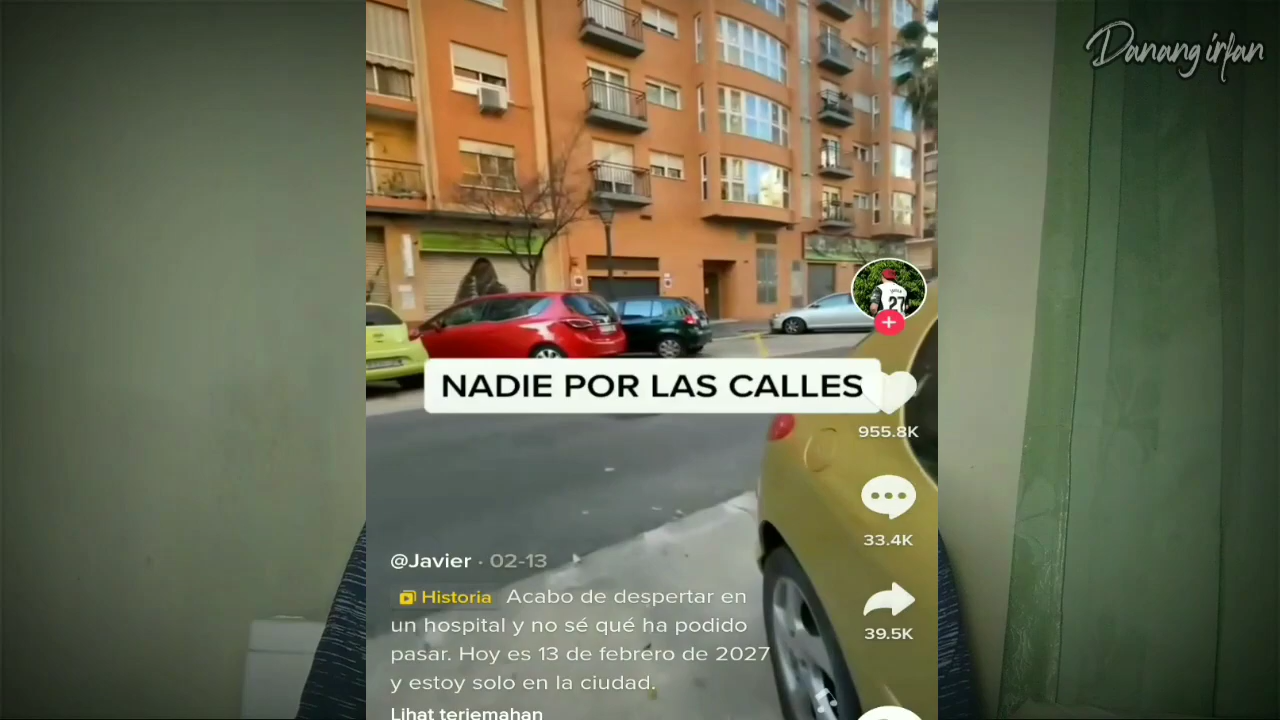 Danang irfan
27
NADIE POR LAS CALLES
955.8K
33.4K
39.5K
@Javier · 02-13
Historia Acabo de despertar en
un hospital y no sé qué ha podido
pasar. Hoy es 13 de febrero de 2027
y estoy solo en la ciudad.
Lihat terjemahan